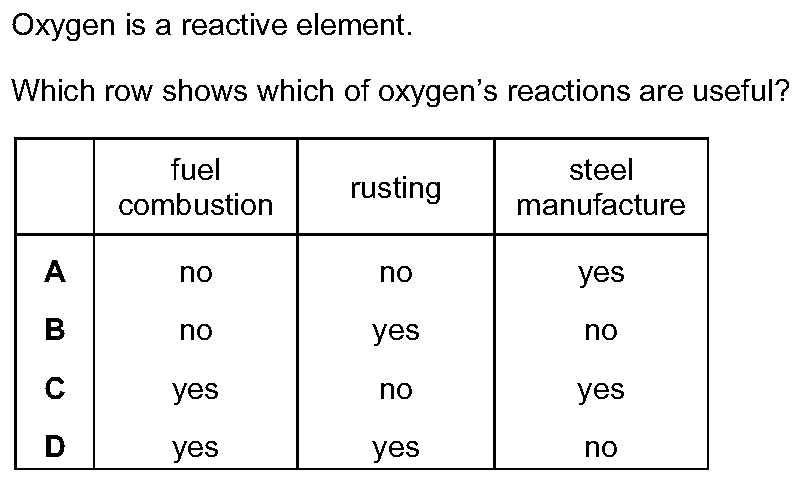 Oxygen is a reactive element.
Which row shows which of oxygen’s reactions are useful?
fuel combustion rusting steel manufacture
A no no yes
B no yes no
C yes no yes
D yes yes no